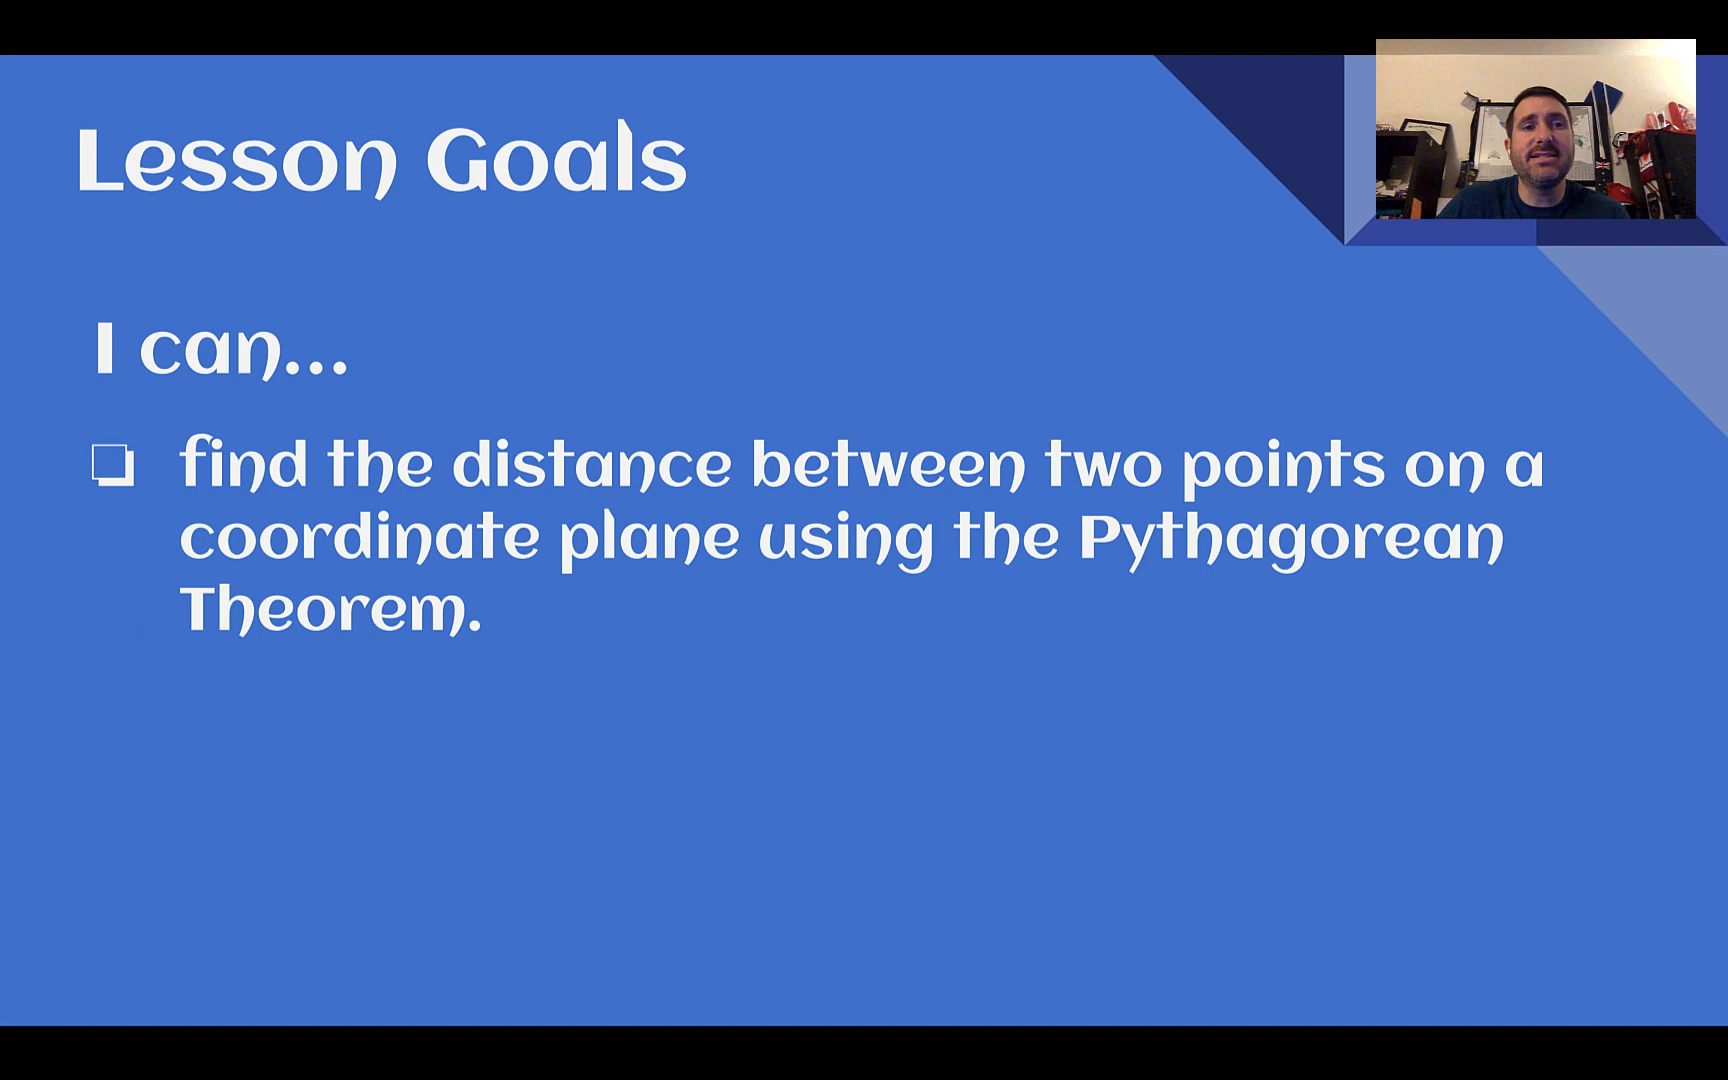 Lesson Goals
I can...
find the distance between two points on a
coordinate plane using the Pythagorean
Theorem.